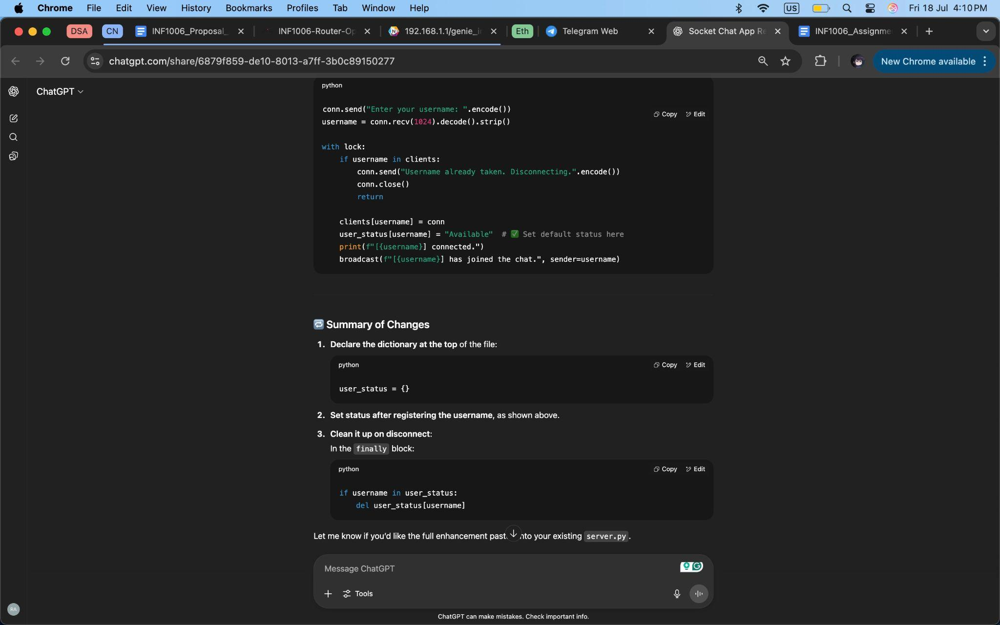 Chrome File Edit View History Bookmarks Profiles Tab Window Help US Fri 18 Jul 4:10 PM
DSA CN INF1006_Proposal_ INF1006-Router-Op 192.168.1.1/genie_i Eth Telegram Web Socket Chat App Re INF1006_Assignme
chatgpt.com/share/6879f859-de10-8013-a7ff-3b0c89150277 New Chrome available
ChatGPT
python
Copy Edit
conn.send("Enter your username: ".encode())
username = conn.recv(1024).decode().strip()
with lock:
if username in clients:
conn.send("Username already taken. Disconnecting.".encode())
conn.close()
return
clients[username] = conn
user_status[username] = "Available" # ✅ Set default status here
print(f"[{username}] connected.")
broadcast(f"[{username}] has joined the chat.", sender=username)
🔁 Summary of Changes
1. Declare the dictionary at the top of the file:
python Copy Edit
user_status = {}
2. Set status after registering the username, as shown above.
3. Clean it up on disconnect:
In the finally block:
python Copy Edit
if username in user_status:
del user_status[username]
Let me know if you'd like the full enhancement past nto your existing server.py.
Message ChatGPT
Tools
RA
ChatGPT can make mistakes. Check important info.